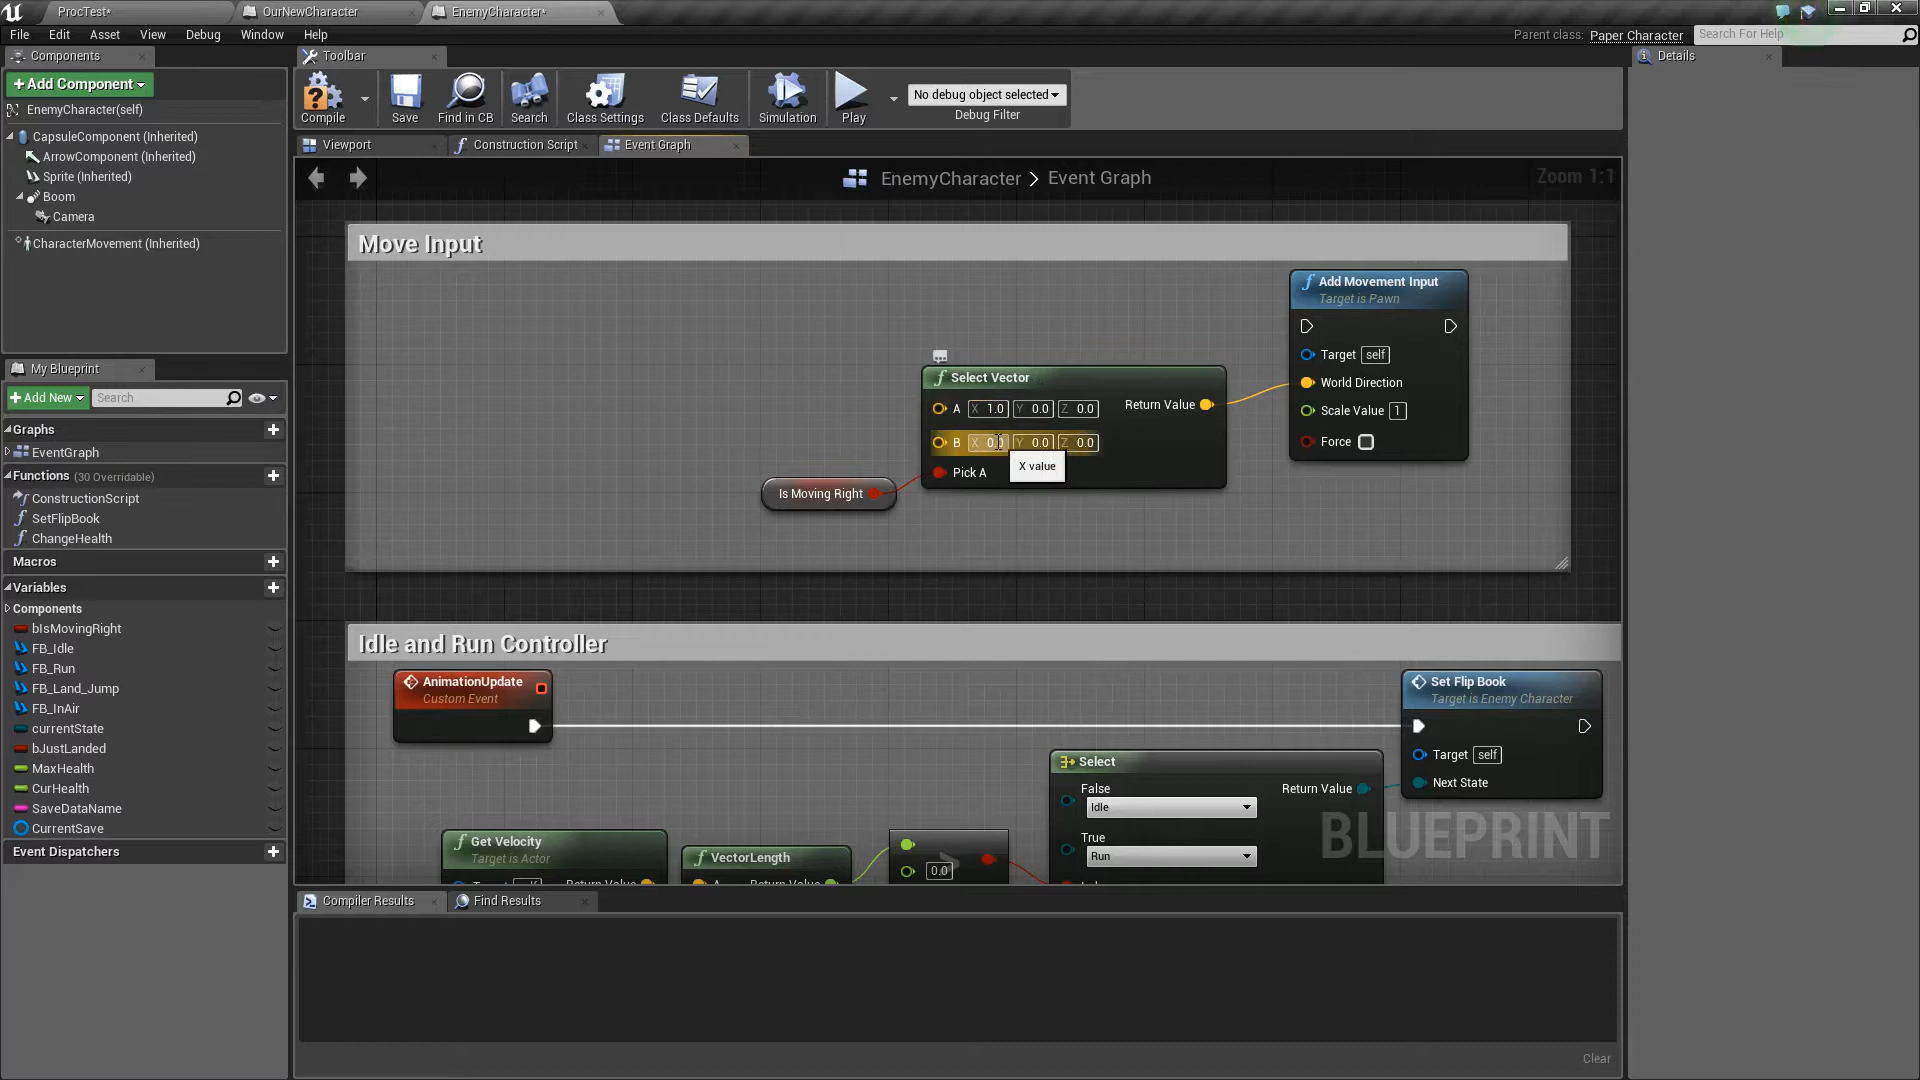 ProcTest*
OurNewCharacter
EnemyCharacter*
File Edit Asset View Debug Window Help
Parent class: Paper Character
Search For Help
Components
+Add Component
EnemyCharacter(self)
CapsuleComponent (Inherited)
ArrowComponent (Inherited)
Sprite (Inherited)
Boom
Camera
CharacterMovement (Inherited)
My Blueprint
+Add New
Search
Graphs
EventGraph
Functions (30 Overridable)
ConstructionScript
SetFlipBook
ChangeHealth
Macros
Variables
Components
bIsMovingRight
FB_Idle
FB_Run
FB_Land_Jump
FB_InAir
currentState
bJustLanded
MaxHealth
CurHealth
SaveDataName
CurrentSave
Event Dispatchers
Toolbar
Compile
Save
Find in CB
Search
Class Settings
Class Defaults
Simulation
Play
No debug object selected
Debug Filter
Viewport
Construction Script
Event Graph
EnemyCharacter > Event Graph
Zoom 1:1
Move Input
Select Vector
A X 1.0 Y 0.0 Z 0.0
Return Value
B X 0.0 Y 0.0 Z 0.0
Pick A
X value
Is Moving Right
Add Movement Input
Target is Pawn
Target self
World Direction
Scale Value 1
Force
Idle and Run Controller
AnimationUpdate
Custom Event
Set Flip Book
Target is Enemy Character
Target self
Next State
Select
False
Idle
Return Value
True
Run
Get Velocity
Target is Actor
VectorLength
>
0.0
BLUEPRINT
Compiler Results
Find Results
Clear
Details